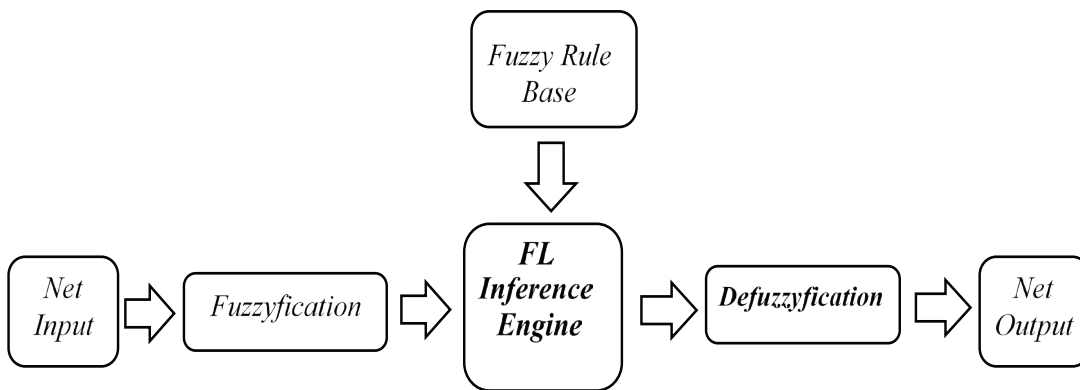 Fuzzy Rule
Base
Net
Input
Fuzzyfication
FL
Inference
Engine
Defuzzyfication
Net
Output